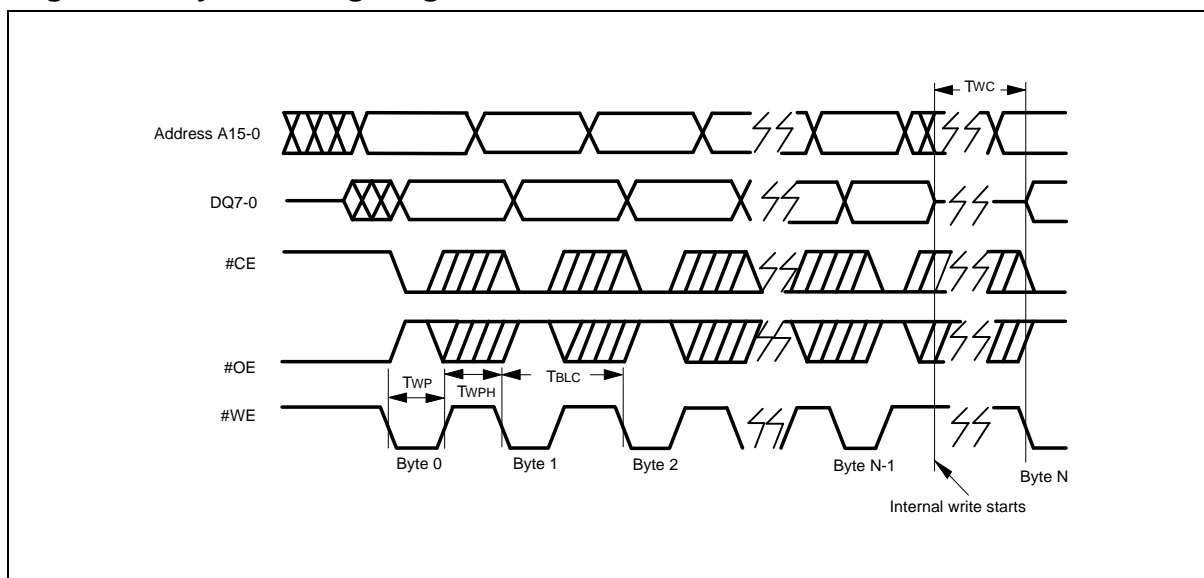 TWC
Address A15-0
DQ7-0
#CE
#OE
TWP
TWPH
TBLC
#WE
Byte 0
Byte 1
Byte 2
Byte N-1
Byte N
Internal write starts